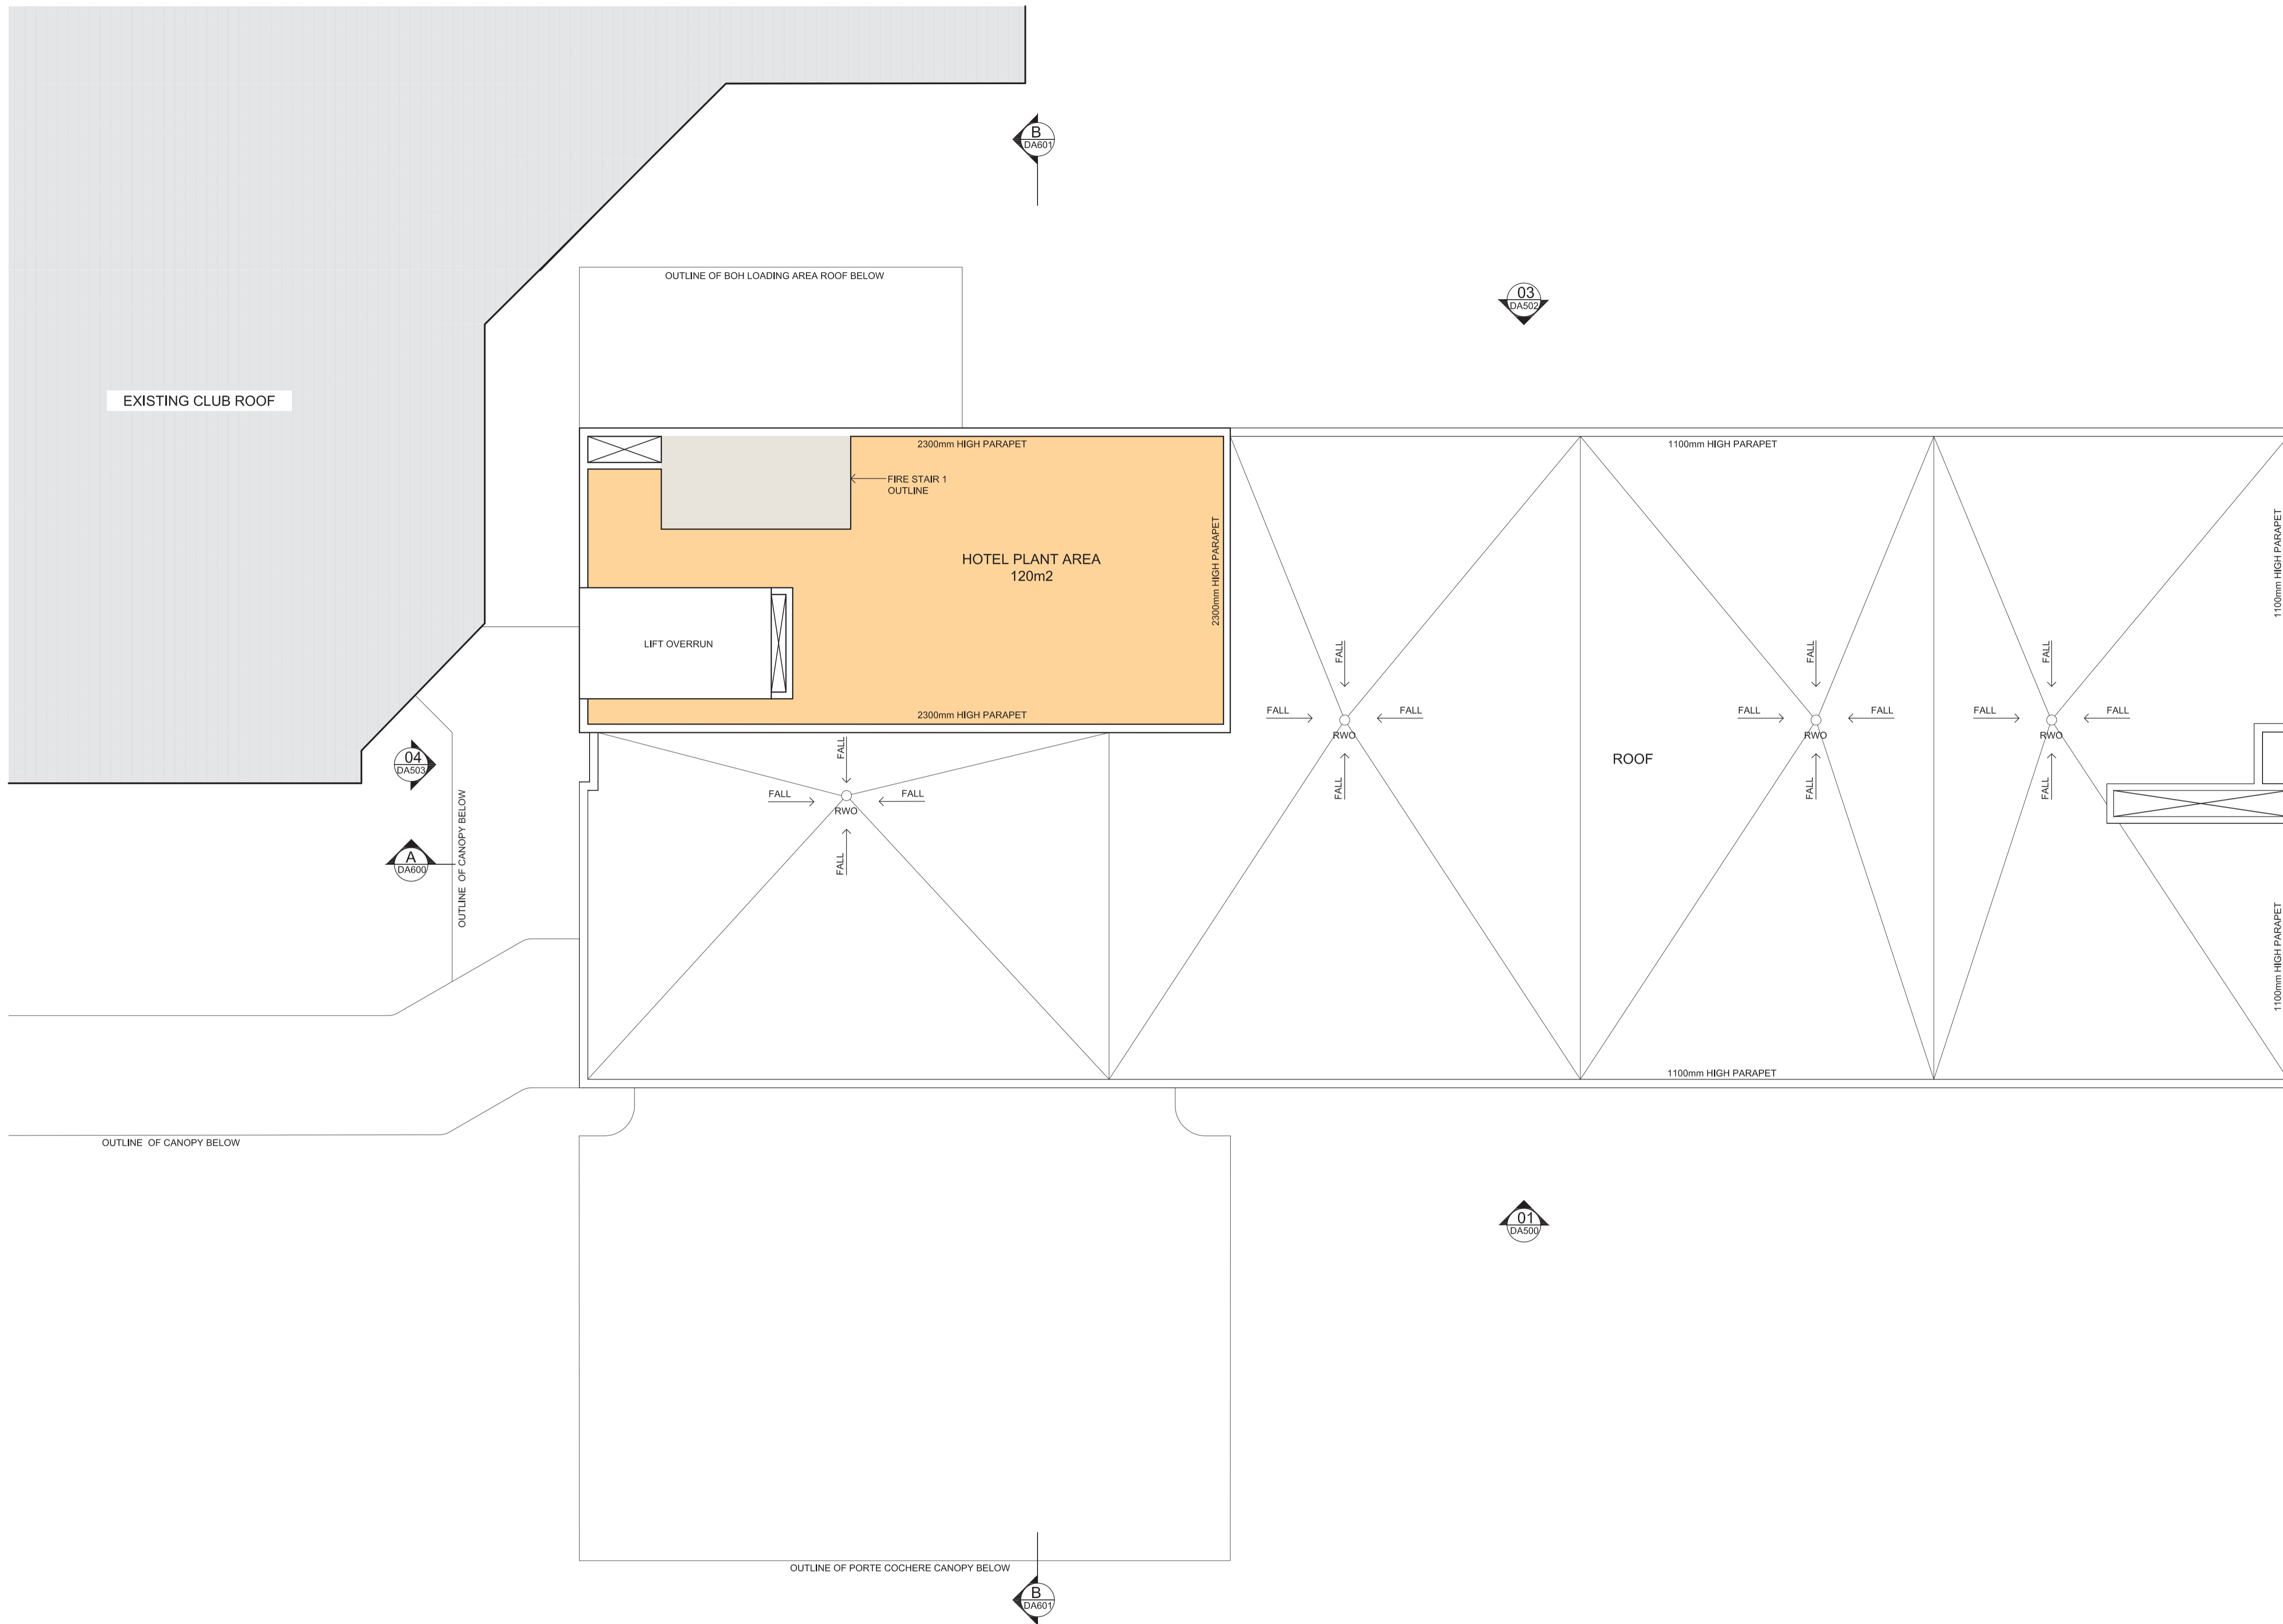 B
DA601
OUTLINE OF BOH LOADING AREA ROOF BELOW
03
DA502
EXISTING CLUB ROOF
2300mm HIGH PARAPET
1100mm HIGH PARAPET
FIRE STAIR 1
OUTLINE
HOTEL PLANT AREA
120m2
2300mm HIGH PARAPET
1100mm HIGH PARAPET
LIFT OVERRUN
FALL
FALL
FALL
FALL
FALL
FALL
FALL
FALL
FALL
2300mm HIGH PARAPET
RWO
RWO
RWO
FALL
FALL
FALL
FALL
ROOF
04
DA503
FALL
FALL
RWO
FALL
OUTLINE  OF CANOPY BELOW
A
DA600
1100mm HIGH PARAPET
1100mm HIGH PARAPET
OUTLINE  OF CANOPY BELOW
01
DA500
OUTLINE OF PORTE COCHERE CANOPY BELOW
B
DA601